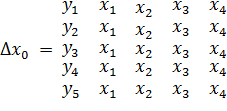 y₁ x₁ x₂ x₃ x₄
y₂ x₁ x₂ x₃ x₄
Δx₀ = y₃ x₁ x₂ x₃ x₄
y₄ x₁ x₂ x₃ x₄
y₅ x₁ x₂ x₃ x₄